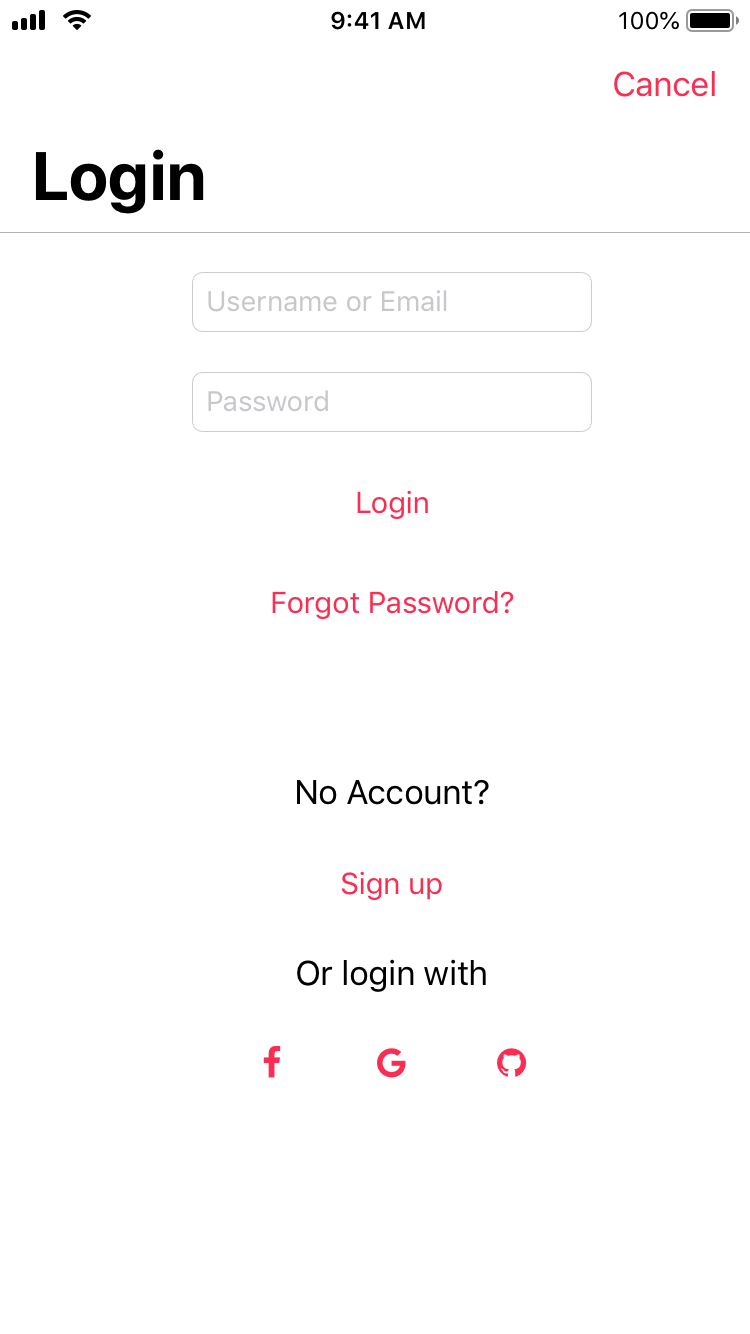 9:41 AM 100%
Cancel
Login
Username or Email
Password
Login
Forgot Password?
No Account?
Sign up
Or login with